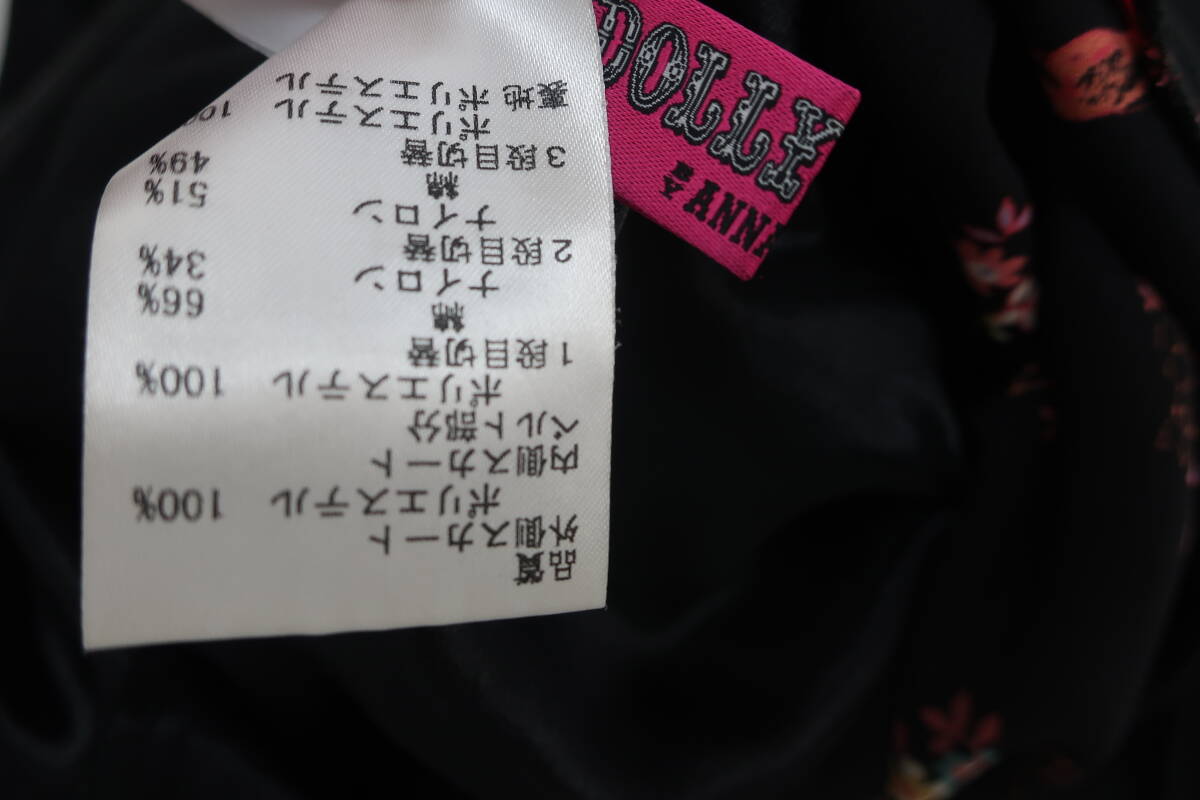 品質
外側スカート
ポリエステル 100%
内側スカート
ベルト部分
ポリエステル 100%
1段目切替
綿 66%
ナイロン 34%
2段目切替
ナイロン 51%
綿 49%
3段目切替
ポリエステル 100
裏地 ポリエステル
DOLLY
ANNA